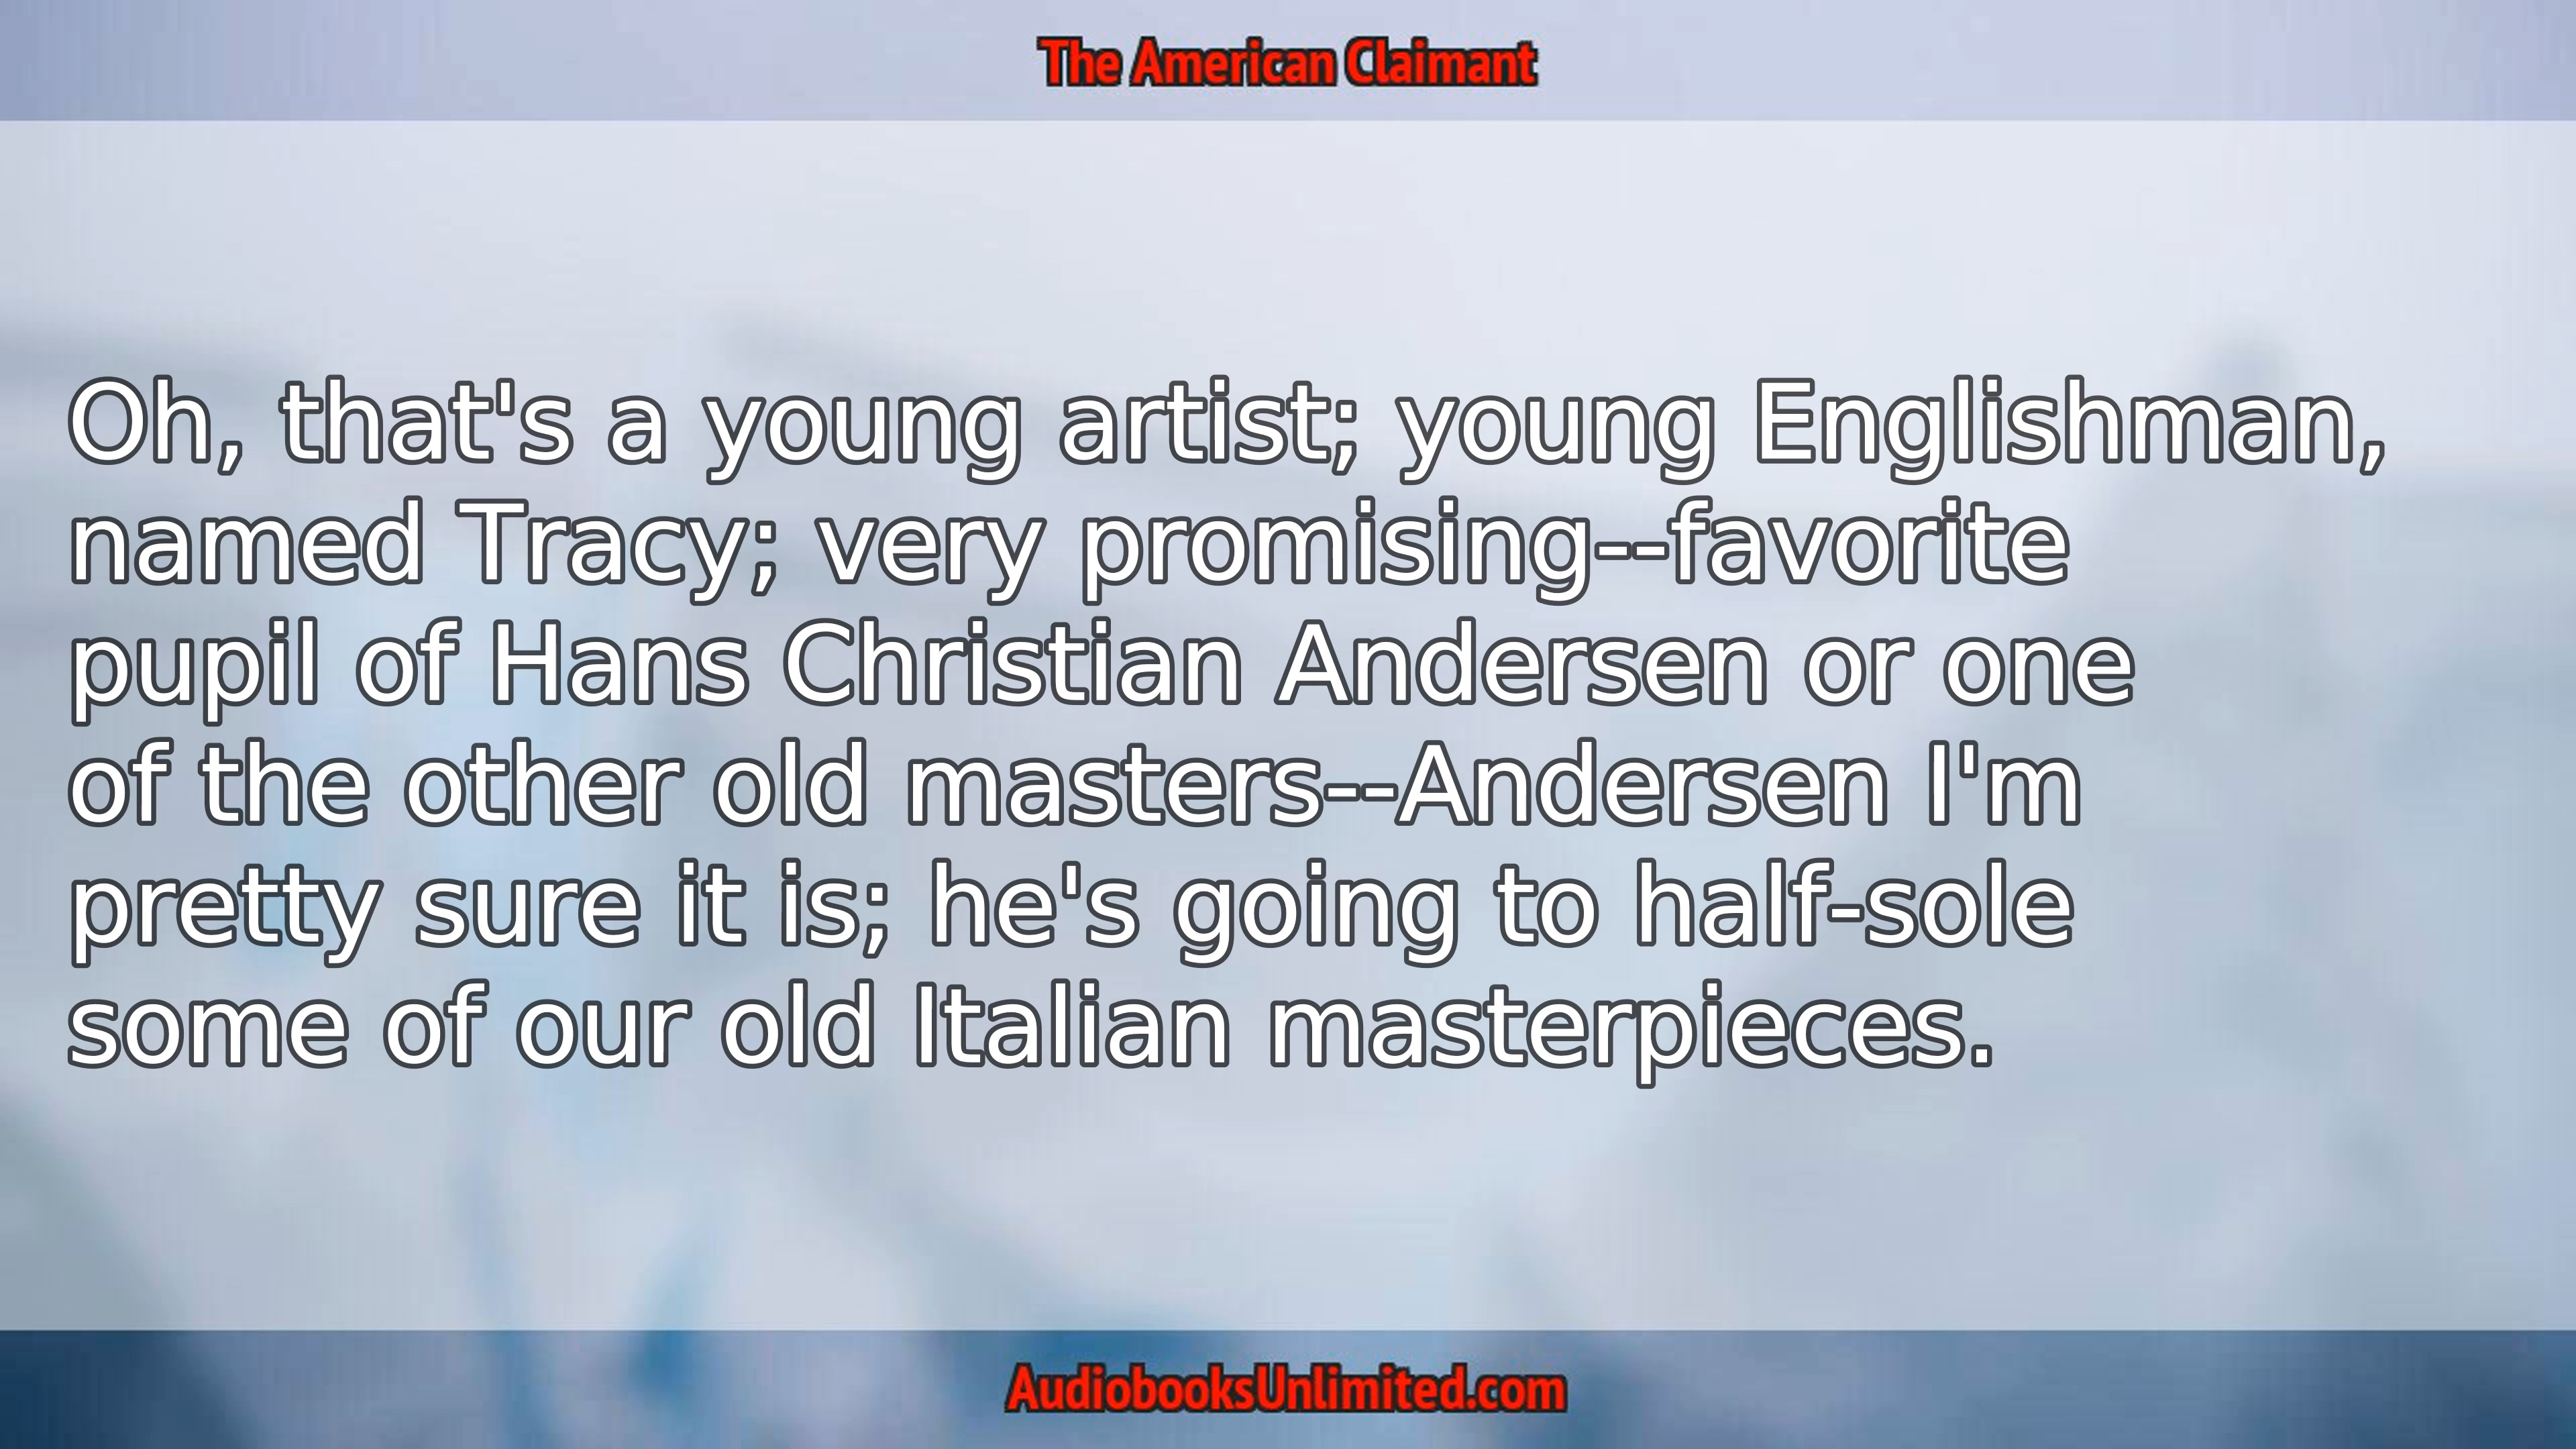 The American Claimant
Oh, that's a young artist; young Englishman,
named Tracy; very promising--favorite
pupil of Hans Christian Andersen or one
of the other old masters--Andersen I'm
pretty sure it is; he's going to half-sole
some of our old Italian masterpieces.
AudiobooksUnlimited.com